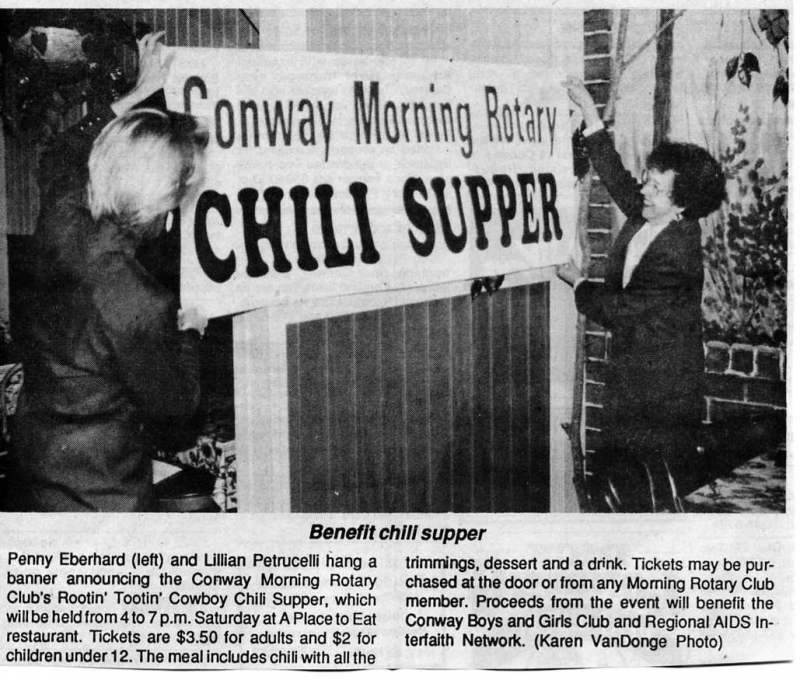 Conway Morning Rotary
CHILI SUPPER
Benefit chili supper
Penny Eberhard (left) and Lillian Petrucelli hang a
banner announcing the Conway Morning Rotary
Club's Rootin' Tootin' Cowboy Chili Supper, which
will be held from 4 to 7 p.m. Saturday at A Place to Eat
restaurant. Tickets are $3.50 for adults and $2 for
children under 12. The meal includes chili with all the
trimmings, dessert and a drink. Tickets may be pur-
chased at the door or from any Morning Rotary Club
member. Proceeds from the event will benefit the
Conway Boys and Girls Club and Regional AIDS In-
terfaith Network. (Karen VanDonge Photo)